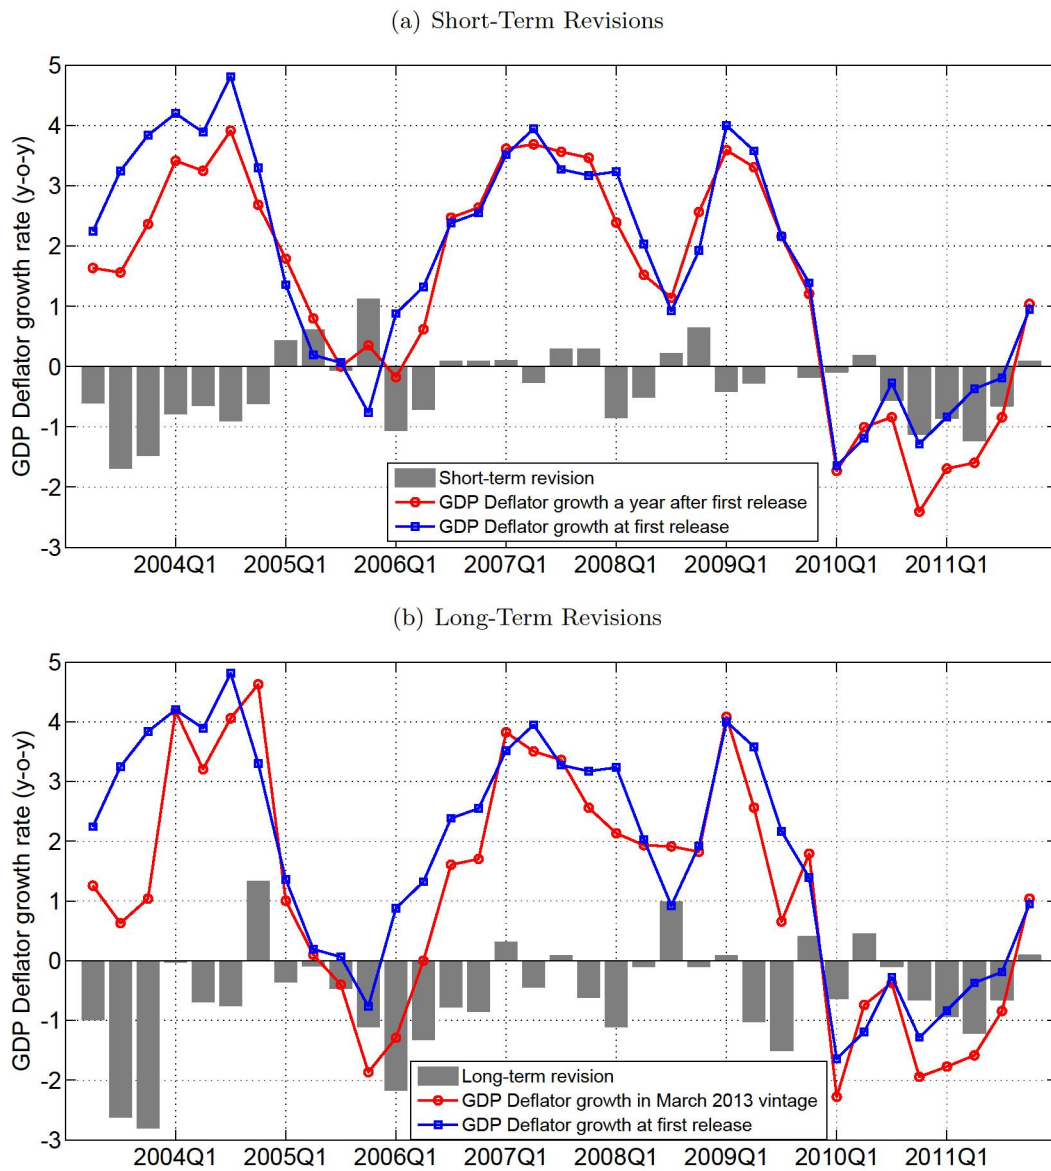 (a) Short-Term Revisions
5
4
3
2
1
0
-1
-2
-3
GDP Deflator growth rate (y-o-y)
Short-term revision
GDP Deflator growth a year after first release
GDP Deflator growth at first release
2004Q1 2005Q1 2006Q1 2007Q1 2008Q1 2009Q1 2010Q1 2011Q1
(b) Long-Term Revisions
5
4
3
2
1
0
-1
-2
-3
GDP Deflator growth rate (y-o-y)
Long-term revision
GDP Deflator growth in March 2013 vintage
GDP Deflator growth at first release
2004Q1 2005Q1 2006Q1 2007Q1 2008Q1 2009Q1 2010Q1 2011Q1